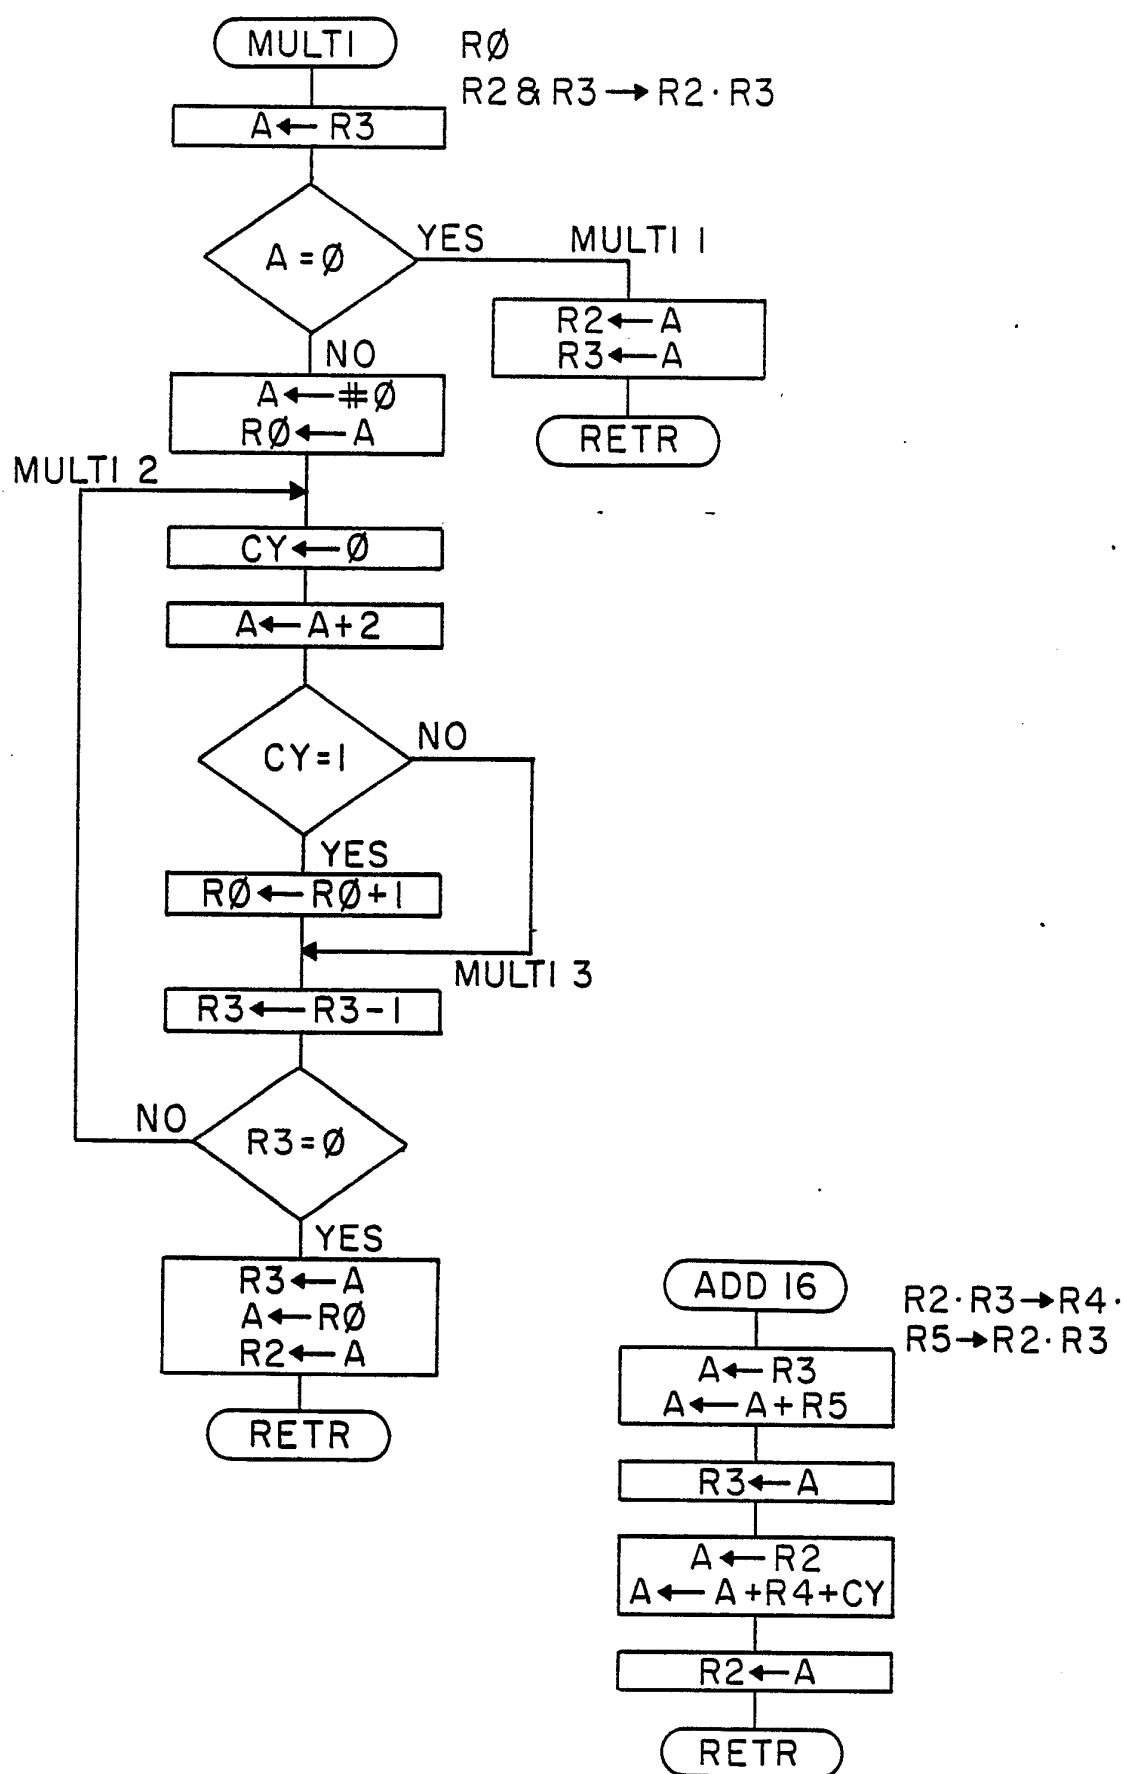 MULTI
RØ
R2 & R3 → R2 · R3
A ← R3
A = Ø
YES
MULTI 1
R2 ← A
R3 ← A
RETR
NO
A ← #Ø
RØ ← A
MULTI 2
CY ← Ø
A ← A+2
CY = 1
NO
YES
RØ ← RØ+1
MULTI 3
R3 ← R3-1
NO
R3 = Ø
YES
R3 ← A
A ← RØ
R2 ← A
RETR
ADD 16
R2 · R3 → R4 ·
R5 → R2 · R3
A ← R3
A ← A+R5
R3 ← A
A ← R2
A ← A+R4+CY
R2 ← A
RETR